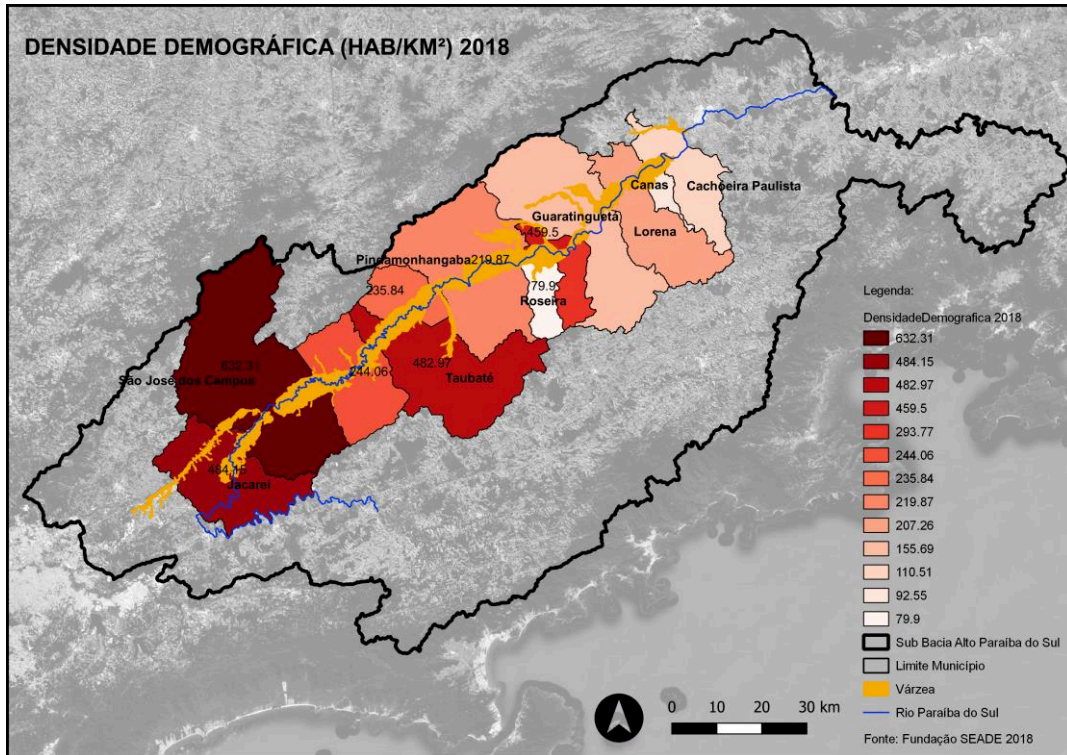 DENSIDADE DEMOGRÁFICA (HAB/KM²) 2018
Canas
Cachoeira Paulista
Guaratinguetá
459.5
Lorena
Pindamonhangaba
219.87
235.84
79.9
Roseira
632.31
São José dos Campos
244.06
482.97
Taubaté
484.15
Jacareí
Legenda:
DensidadeDemografica 2018
632.31
484.15
482.97
459.5
293.77
244.06
235.84
219.87
207.26
155.69
110.51
92.55
79.9
Sub Bacia Alto Paraíba do Sul
Limite Município
Várzea
Rio Paraíba do Sul
Fonte: Fundação SEADE 2018
0 10 20 30 km